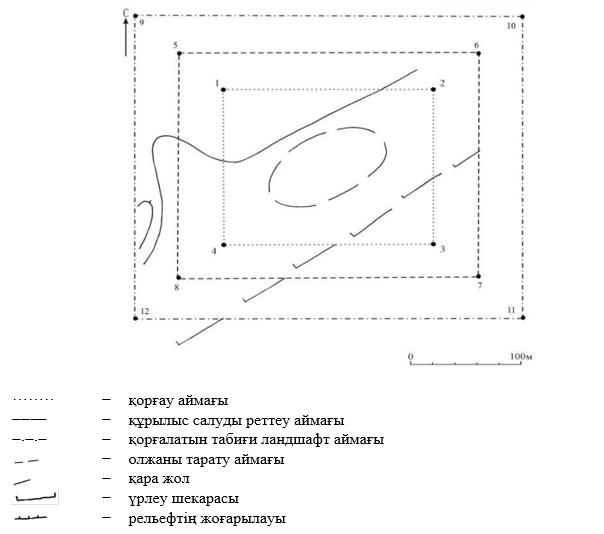 С
9
10
5
6
1
2
4
3
8
7
12
11
0
100м
– қорғау аймағы
– құрылыс салуды реттеу аймағы
– қорғалатын табиғи ландшафт аймағы
– олжаны тарату аймағы
– қара жол
– үрлеу шекарасы
– рельефтің жоғарылауы